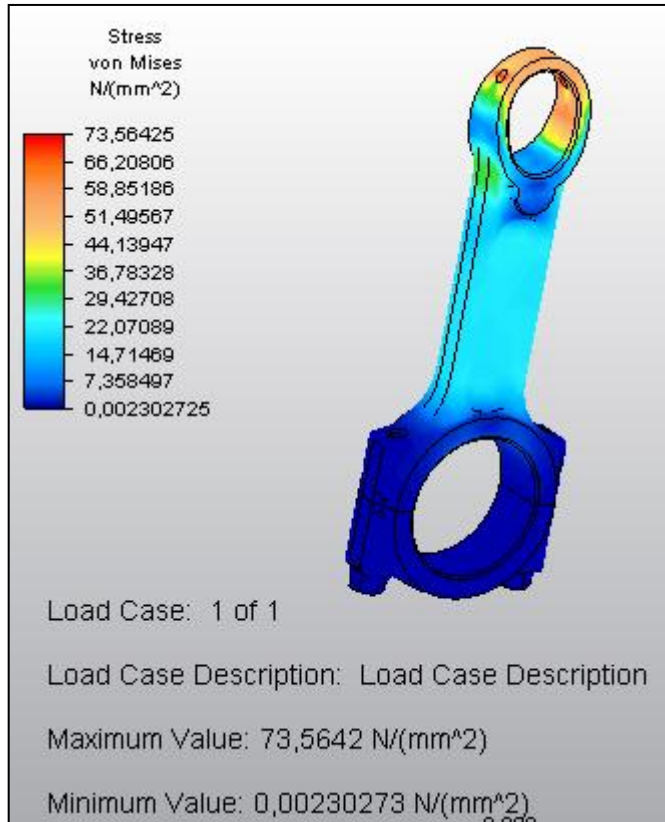 Stress
von Mises
N/(mm^2)
73,56425
66,20806
58,85186
51,49567
44,13947
36,78328
29,42708
22,07089
14,71469
7,358497
0,002302725
Load Case: 1 of 1
Load Case Description: Load Case Description
Maximum Value: 73,5642 N/(mm^2)
Minimum Value: 0,00230273 N/(mm^2)